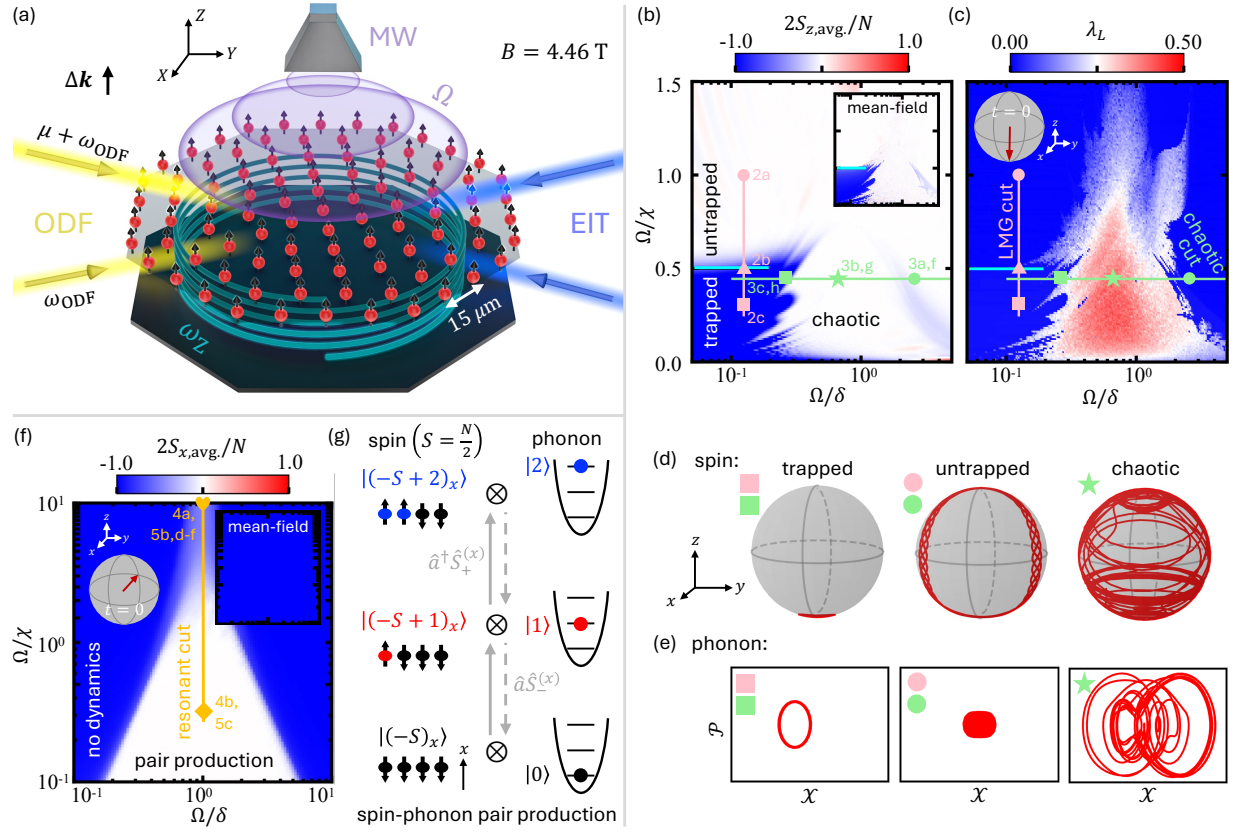 (a)
Z
Y
X
Δk
MW
B = 4.46 T
Ω
μ + ω_ODF
ODF
EIT
ω_ODF
15 μm
ω_Z
(b)
2S_{z,avg.}/N
-1.0
1.0
1.5
1.0
0.5
0.0
Ω/χ
mean-field
untrapped
trapped
2a
2b
3b,g
3a,f
3c,h
2c
chaotic
10^{-1}
10^{0}
Ω/δ
(c)
λ_L
0.00
0.50
t = 0
z
x
y
LMG cut
chaotic cut
10^{-1}
10^{0}
Ω/δ
(d)
spin:
trapped
untrapped
chaotic
z
y
x
(e)
phonon:
𝒫
𝒳
𝒳
(f)
2S_{x,avg.}/N
-1.0
1.0
10^{1}
10^{0}
10^{-1}
Ω/χ
z
y
x
t = 0
4a,
5b,d-f
mean-field
no dynamics
resonant cut
4b,
5c
pair production
10^{-1}
10^{0}
10^{1}
Ω/δ
(g)
spin (S = N/2)
phonon
|(-S + 2)_x⟩
⊗
|2⟩
â†Ŝ_+^{(x)}
|(-S + 1)_x⟩
⊗
|1⟩
âŜ_-^{(x)}
|(-S)_x⟩
x
⊗
|0⟩
spin-phonon pair production